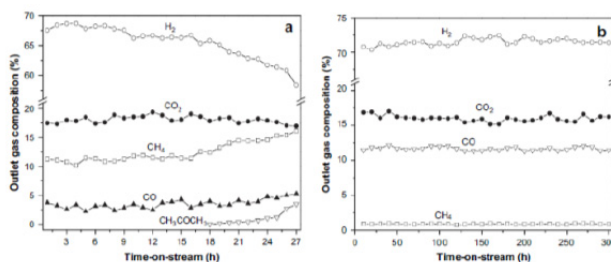 a
Outlet gas composition (%)
70
65
60
20
15
10
5
0
H2
CO2
CH4
CO
CH3COCH3
3 6 9 12 15 18 21 24 27
Time-on-stream (h)
b
Outlet gas composition (%)
75
70
20
15
10
5
0
H2
CO2
CO
CH4
0 50 100 150 200 250 300
Time-on-stream (h)